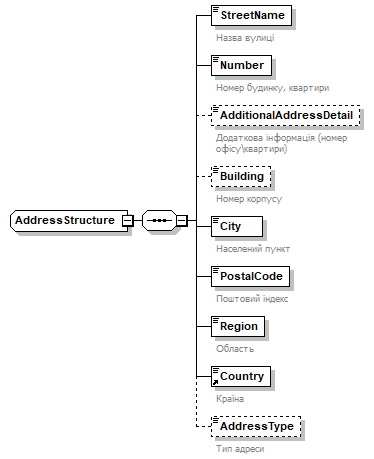 StreetName
Назва вулиці
Number
Номер будинку, квартири
AdditionalAddressDetail
Додаткова інформація (номер
офісу\квартири)
Building
Номер корпусу
AddressStructure
City
Населений пункт
PostalCode
Поштовий індекс
Region
Область
Country
Країна
AddressType
Тип адреси